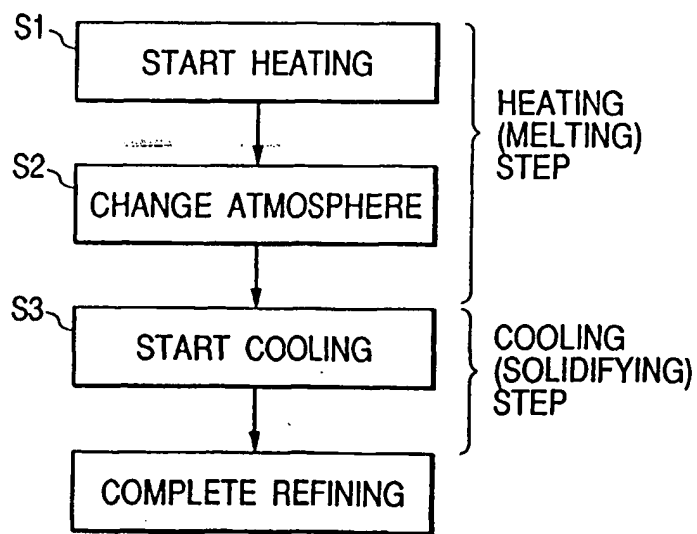 S1
START HEATING
HEATING
(MELTING)
STEP
S2
CHANGE ATMOSPHERE
S3
START COOLING
COOLING
(SOLIDIFYING)
STEP
COMPLETE REFINING